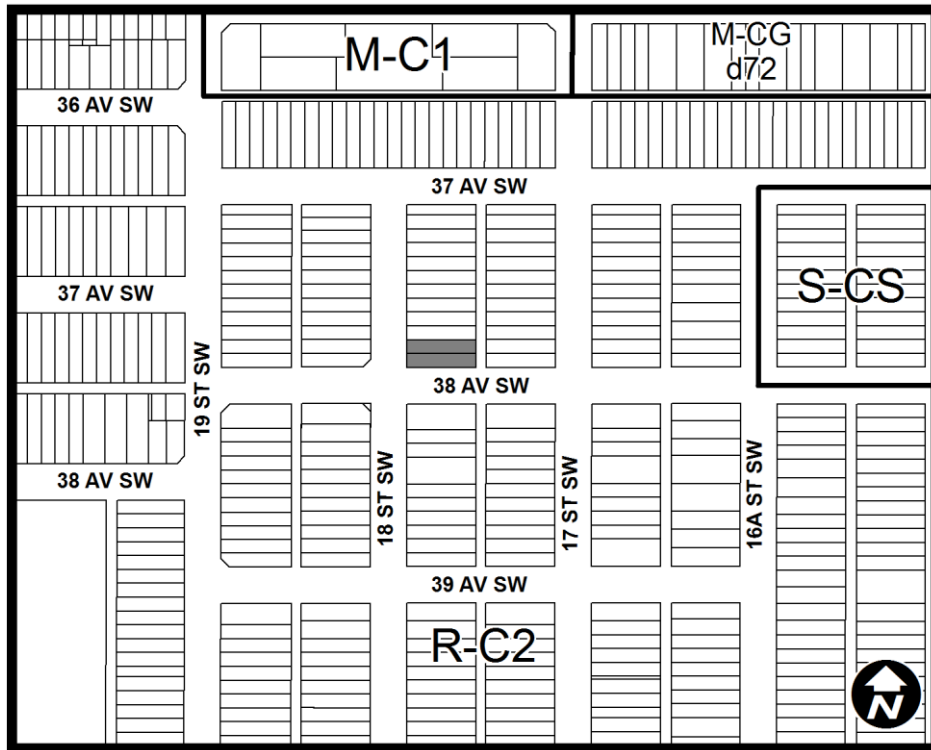 M-C1
M-CG
d72
36 AV SW
37 AV SW
37 AV SW
S-CS
19 ST SW
38 AV SW
38 AV SW
18 ST SW
17 ST SW
16A ST SW
39 AV SW
R-C2
N